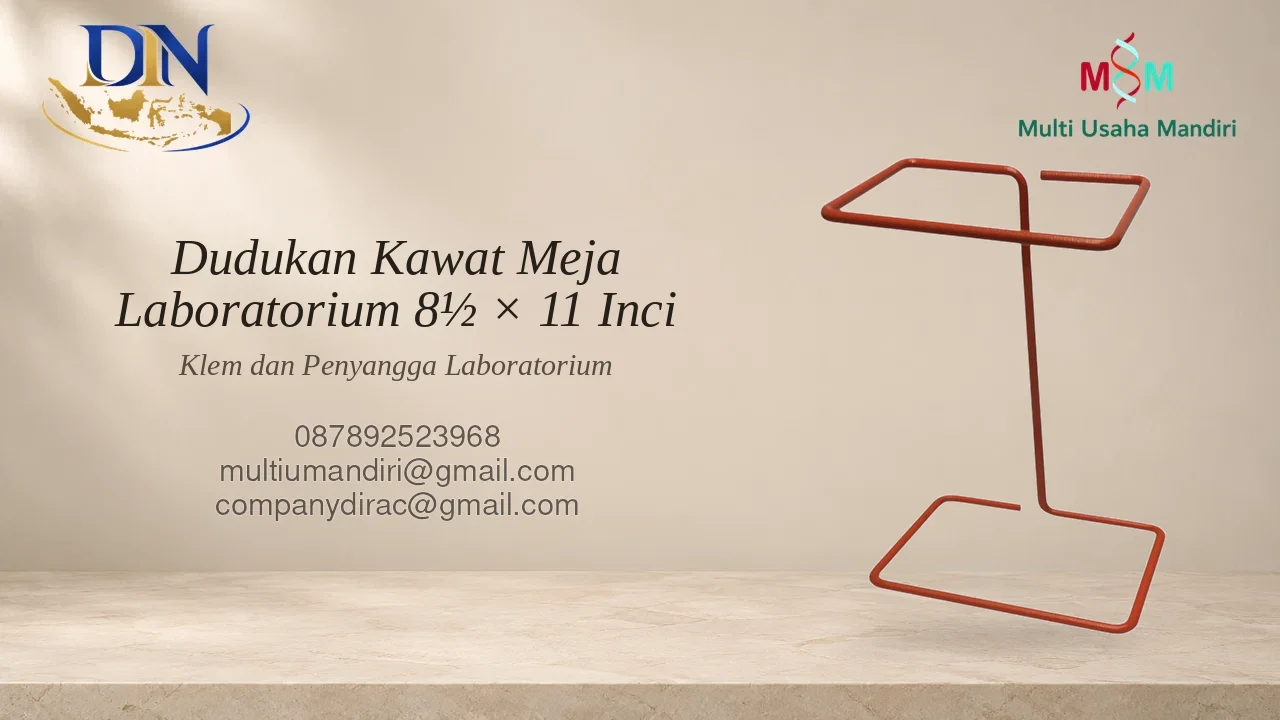 DIN
MSM
Multi Usaha Mandiri
Dudukan Kawat Meja
Laboratorium 8½ × 11 Inci
Klem dan Penyangga Laboratorium
087892523968
multiumandiri@gmail.com
companydirac@gmail.com